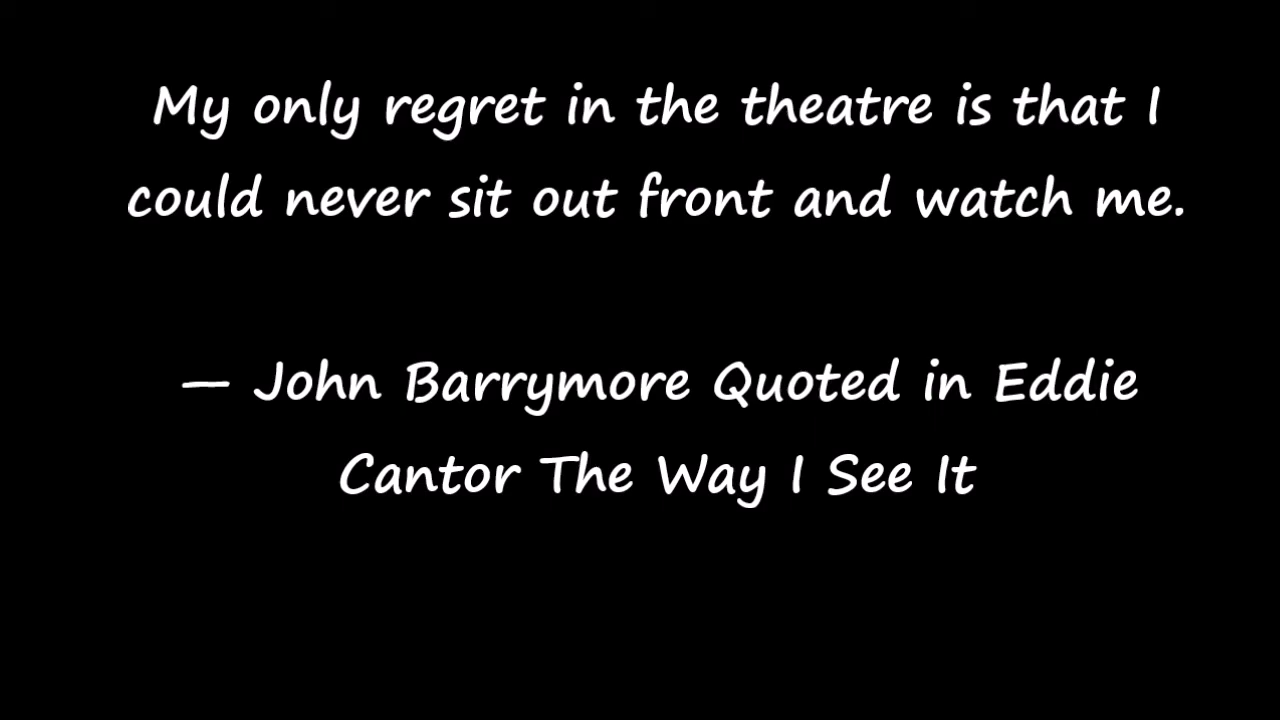 My only regret in the theatre is that I
could never sit out front and watch me.
— John Barrymore Quoted in Eddie
Cantor The Way I See It